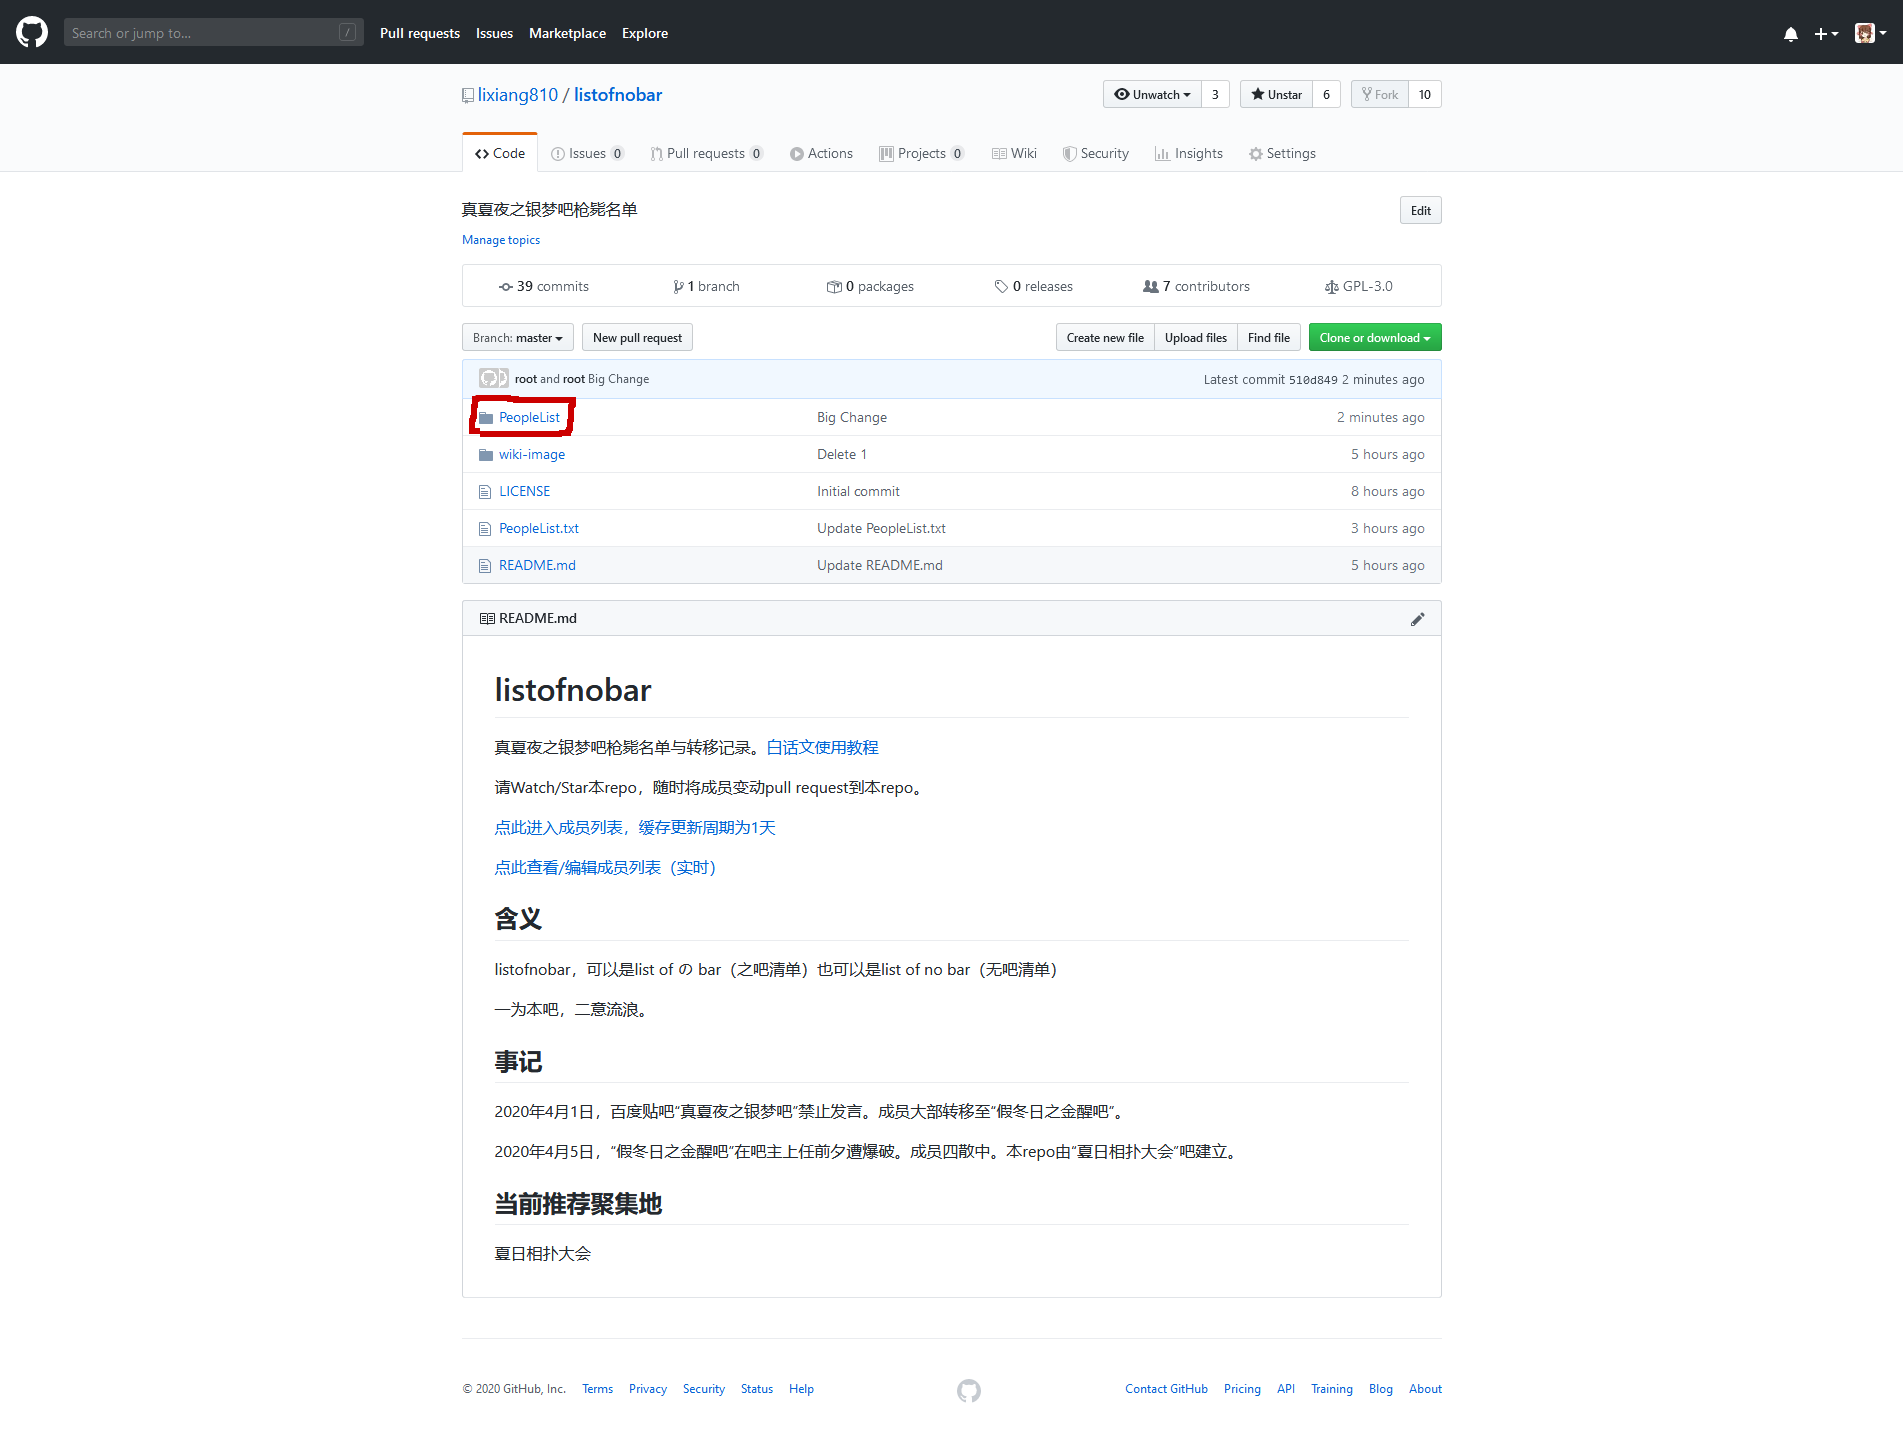 Search or jump to... /
Pull requests Issues Marketplace Explore
lixiang810 / listofnobar
Unwatch 3 Unstar 6 Fork 10
Code Issues 0 Pull requests 0 Actions Projects 0 Wiki Security Insights Settings
真夏夜之银梦吧枪毙名单
Edit
Manage topics
39 commits 1 branch 0 packages 0 releases 7 contributors GPL-3.0
Branch: master New pull request Create new file Upload files Find file Clone or download
root and root Big Change Latest commit 510d849 2 minutes ago
PeopleList Big Change 2 minutes ago
wiki-image Delete 1 5 hours ago
LICENSE Initial commit 8 hours ago
PeopleList.txt Update PeopleList.txt 3 hours ago
README.md Update README.md 5 hours ago
README.md
listofnobar
真夏夜之银梦吧枪毙名单与转移记录。白话文使用教程
请Watch/Star本repo，随时将成员变动pull request到本repo。
点此进入成员列表，缓存更新周期为1天
点此查看/编辑成员列表（实时）
含义
listofnobar，可以是list of の bar（之吧清单）也可以是list of no bar（无吧清单）
一为本吧，二意流浪。
事记
2020年4月1日，百度贴吧“真夏夜之银梦吧”禁止发言。成员大部转移至“假冬日之金醒吧”。
2020年4月5日，“假冬日之金醒吧”在吧主上任前夕遭爆破。成员四散中。本repo由“夏日相扑大会”吧建立。
当前推荐聚集地
夏日相扑大会
© 2020 GitHub, Inc. Terms Privacy Security Status Help Contact GitHub Pricing API Training Blog About